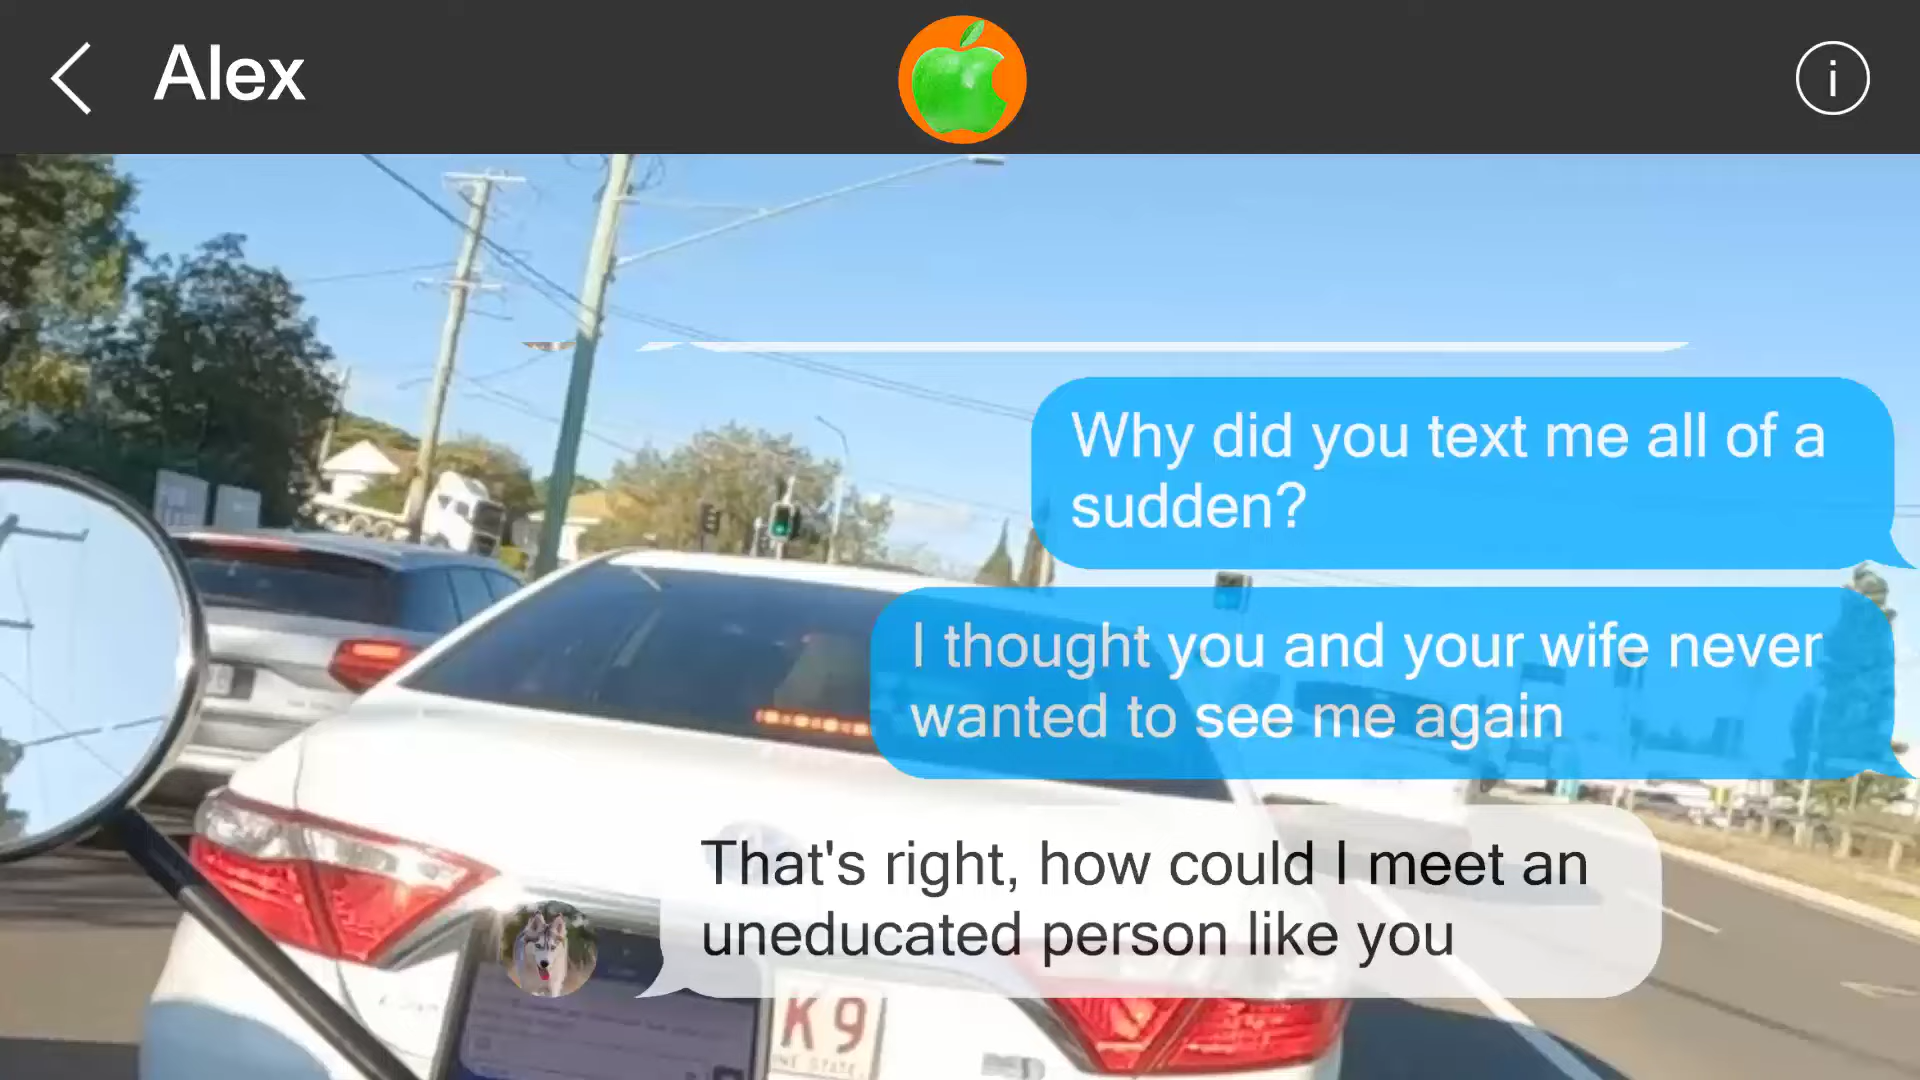 Alex
i
Why did you text me all of a
sudden?
I thought you and your wife never
wanted to see me again
That's right, how could I meet an
uneducated person like you
K9